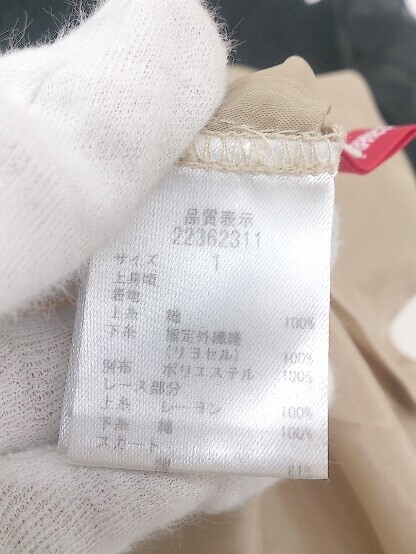 品質表示
22362311
サイズ 1
上身頃
表地
上糸 綿 100%
下糸 指定外繊維
(リヨセル) 100%
別布 ポリエステル 100%
レース部分
上糸 レーヨン 100%
下糸 綿 100%
スカート